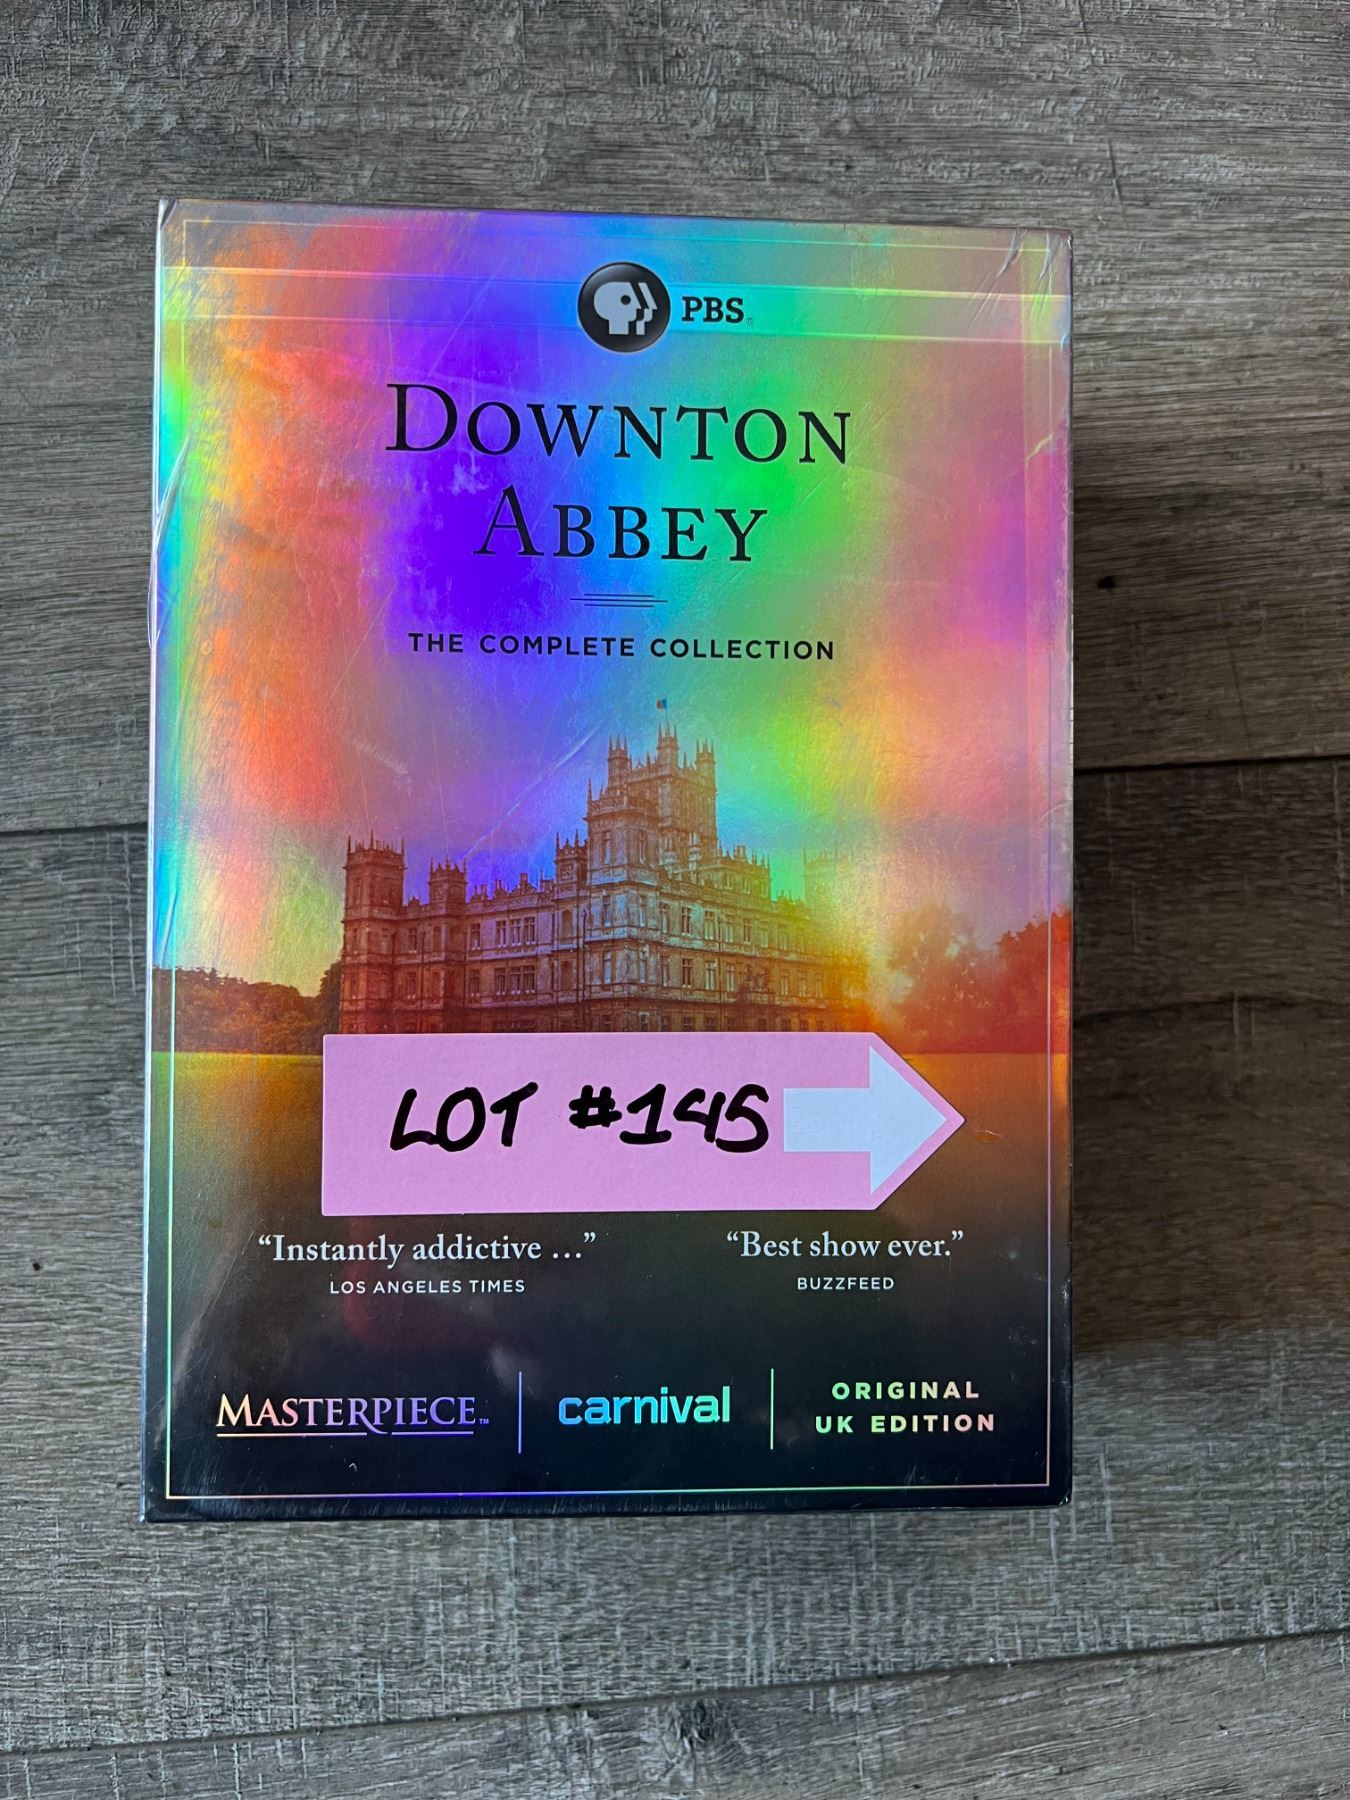 PBS®
DOWNTON
ABBEY
THE COMPLETE COLLECTION
LOT #145
“Instantly addictive ...”
LOS ANGELES TIMES
“Best show ever.”
BUZZFEED
MASTERPIECE™
carnival
ORIGINAL
UK EDITION